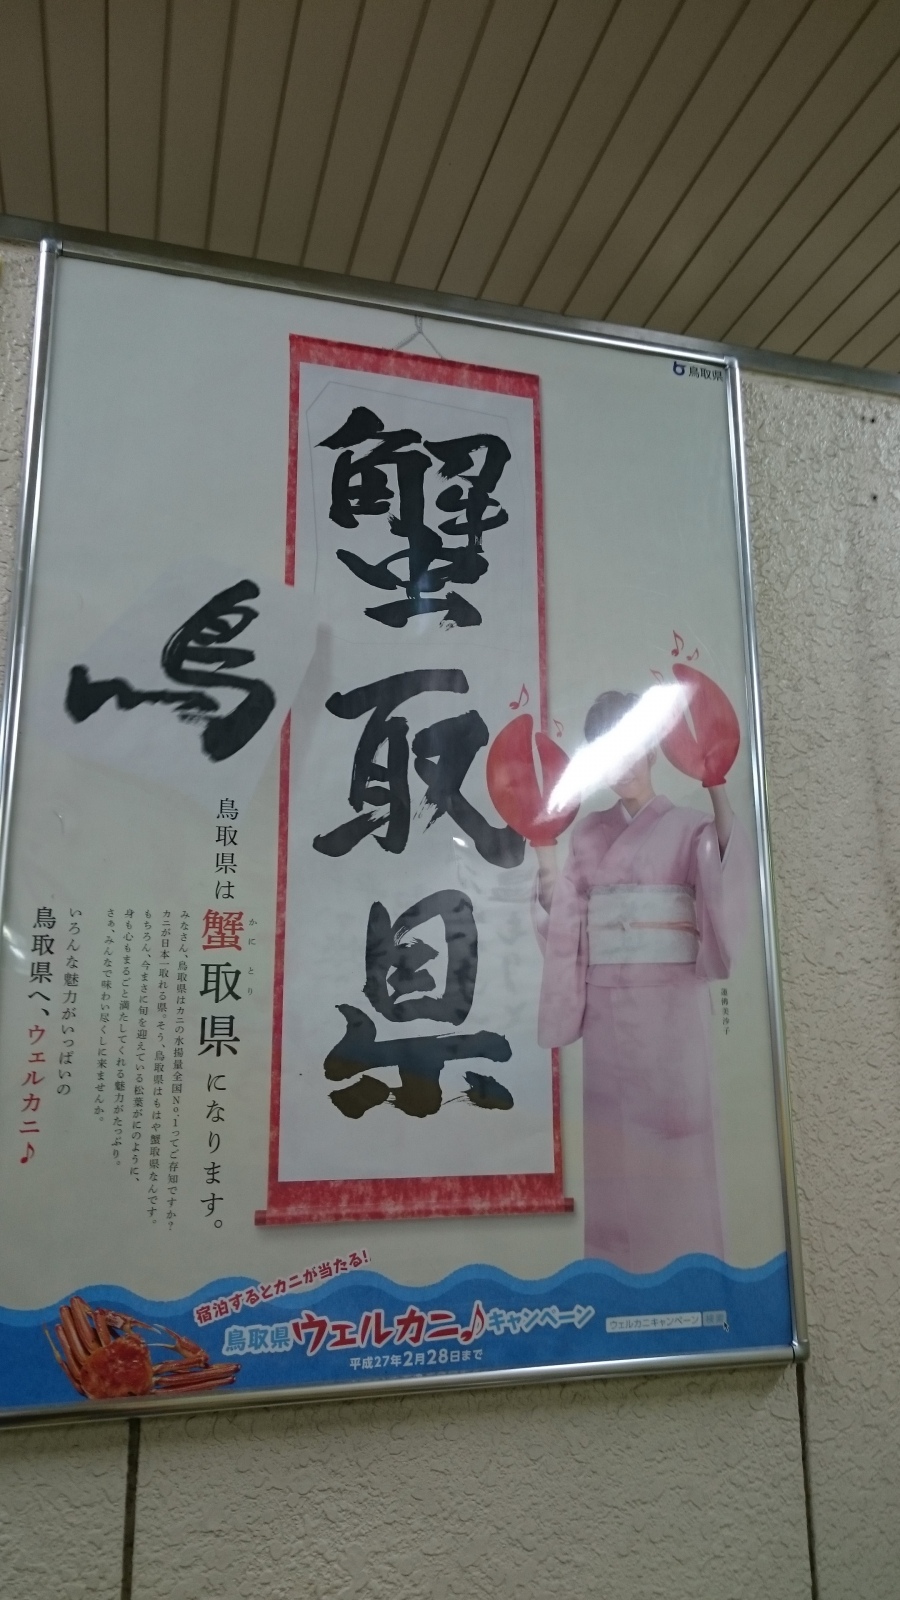 鳥取県
蟹取県
鳥
鳥取県は
蟹取県になります。
かにとり
みなさん、鳥取県はカニの水揚量全国No.1ってご存知ですか?
カニが日本一取れる県。そう、鳥取県はもはや蟹取県なんです。
もちろん、今まさに旬を迎えている松葉がにのように、
身も心もまるごと満たしてくれる魅力がたっぷり。
さぁ、みんなで味わい尽くしに来ませんか。
いろんな魅力がいっぱいの
鳥取県へ、ウェルカニ♪
蓮佛美沙子
宿泊するとカニが当たる!
鳥取県ウェルカニ♪キャンペーン
平成27年2月28日まで
ウェルカニキャンペーン 検索